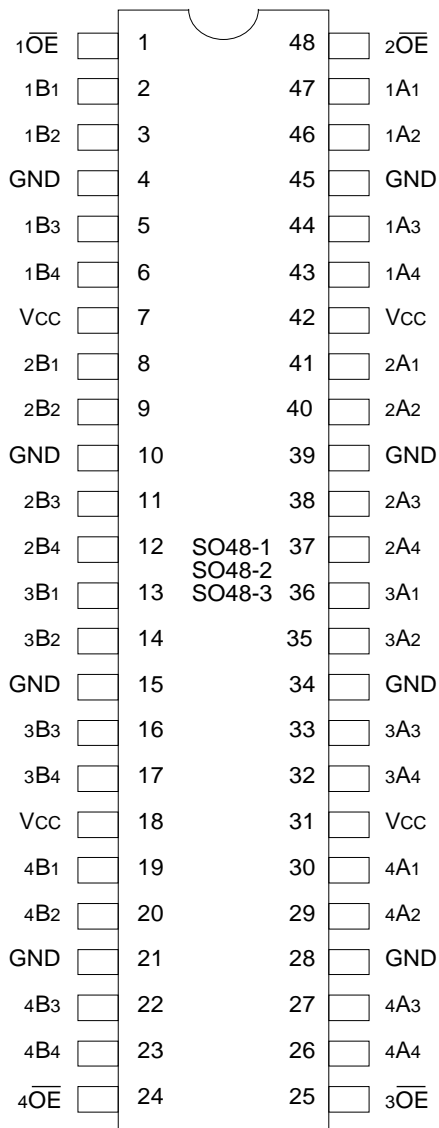 1O̅E̅ 1 48 2O̅E̅
1B1 2 47 1A1
1B2 3 46 1A2
GND 4 45 GND
1B3 5 44 1A3
1B4 6 43 1A4
VCC 7 42 VCC
2B1 8 41 2A1
2B2 9 40 2A2
GND 10 39 GND
2B3 11 38 2A3
2B4 12 SO48-1 37 2A4
SO48-2
3B1 13 SO48-3 36 3A1
3B2 14 35 3A2
GND 15 34 GND
3B3 16 33 3A3
3B4 17 32 3A4
VCC 18 31 VCC
4B1 19 30 4A1
4B2 20 29 4A2
GND 21 28 GND
4B3 22 27 4A3
4B4 23 26 4A4
4O̅E̅ 24 25 3O̅E̅